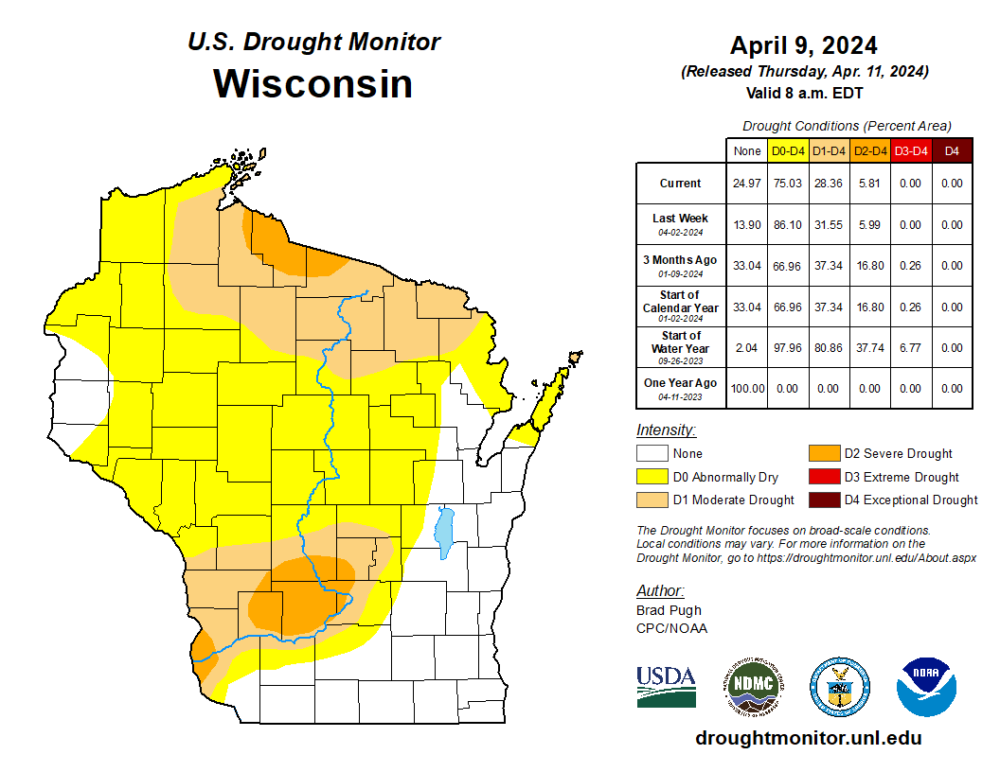 U.S. Drought Monitor
Wisconsin
April 9, 2024
(Released Thursday, Apr. 11, 2024)
Valid 8 a.m. EDT
Drought Conditions (Percent Area)
None D0-D4 D1-D4 D2-D4 D3-D4 D4
Current 24.97 75.03 28.36 5.81 0.00 0.00
Last Week
04-02-2024 13.90 86.10 31.55 5.99 0.00 0.00
3 Months Ago
01-09-2024 33.04 66.96 37.34 16.80 0.26 0.00
Start of
Calendar Year
01-02-2024 33.04 66.96 37.34 16.80 0.26 0.00
Start of
Water Year
09-26-2023 2.04 97.96 80.86 37.74 6.77 0.00
One Year Ago
04-11-2023 100.00 0.00 0.00 0.00 0.00 0.00
Intensity:
None
D0 Abnormally Dry
D1 Moderate Drought
D2 Severe Drought
D3 Extreme Drought
D4 Exceptional Drought
The Drought Monitor focuses on broad-scale conditions.
Local conditions may vary. For more information on the
Drought Monitor, go to https://droughtmonitor.unl.edu/About.aspx
Author:
Brad Pugh
CPC/NOAA
USDA
NDMC
NOAA
droughtmonitor.unl.edu